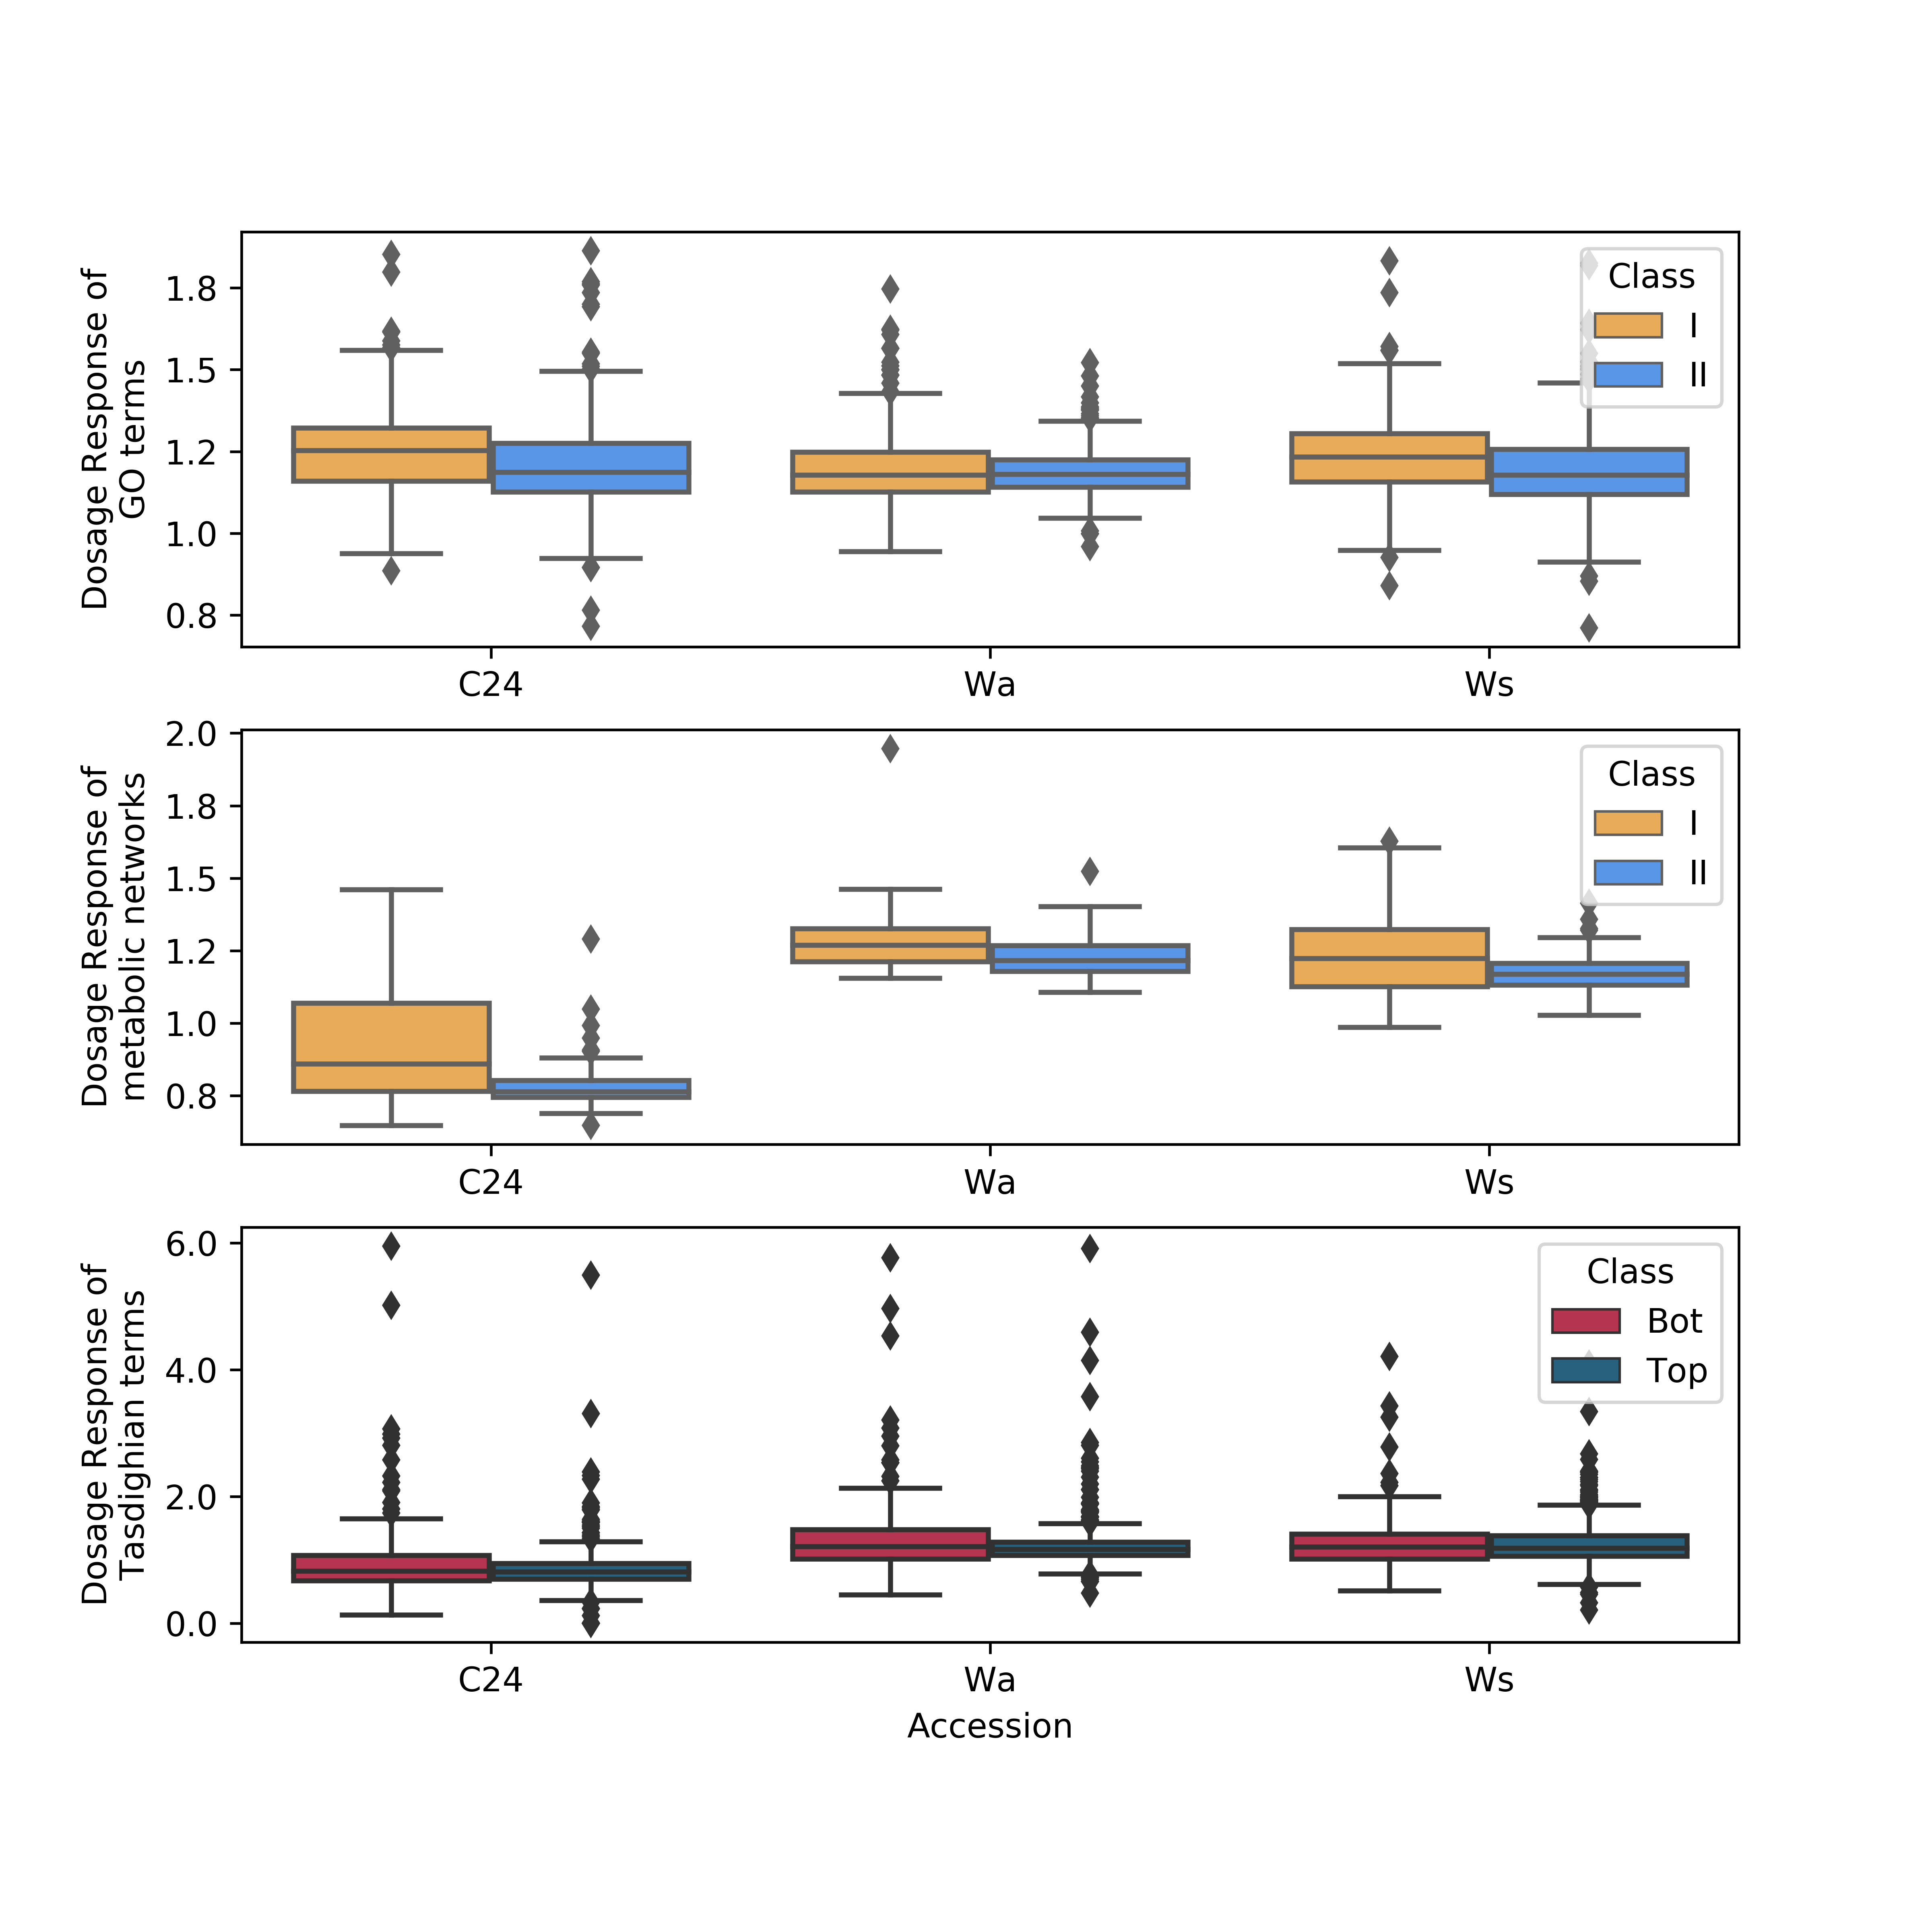 Dosage Response of
GO terms
1.8
1.5
1.2
1.0
0.8
Class
I
II
C24 Wa Ws
Dosage Response of
metabolic networks
2.0
1.8
1.5
1.2
1.0
0.8
Class
I
II
C24 Wa Ws
Dosage Response of
Tasdighian terms
6.0
4.0
2.0
0.0
Class
Bot
Top
C24 Wa Ws
Accession